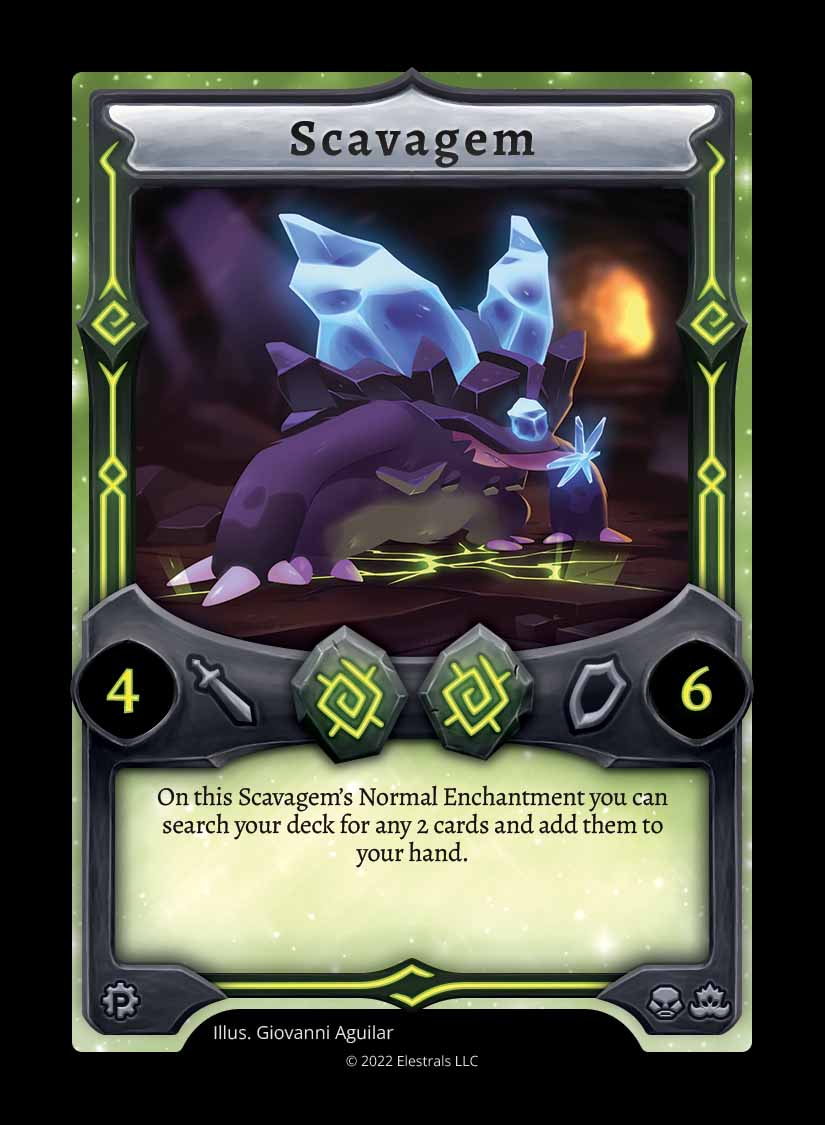 Scavagem
4
6
On this Scavagem's Normal Enchantment you can
search your deck for any 2 cards and add them to
your hand.
P
Illus. Giovanni Aguilar
© 2022 Elestrals LLC